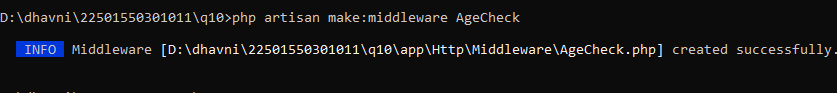 D:\dhavni\22501550301011\q10>php artisan make:middleware AgeCheck
INFO Middleware [D:\dhavni\22501550301011\q10\app\Http\Middleware\AgeCheck.php] created successfully.